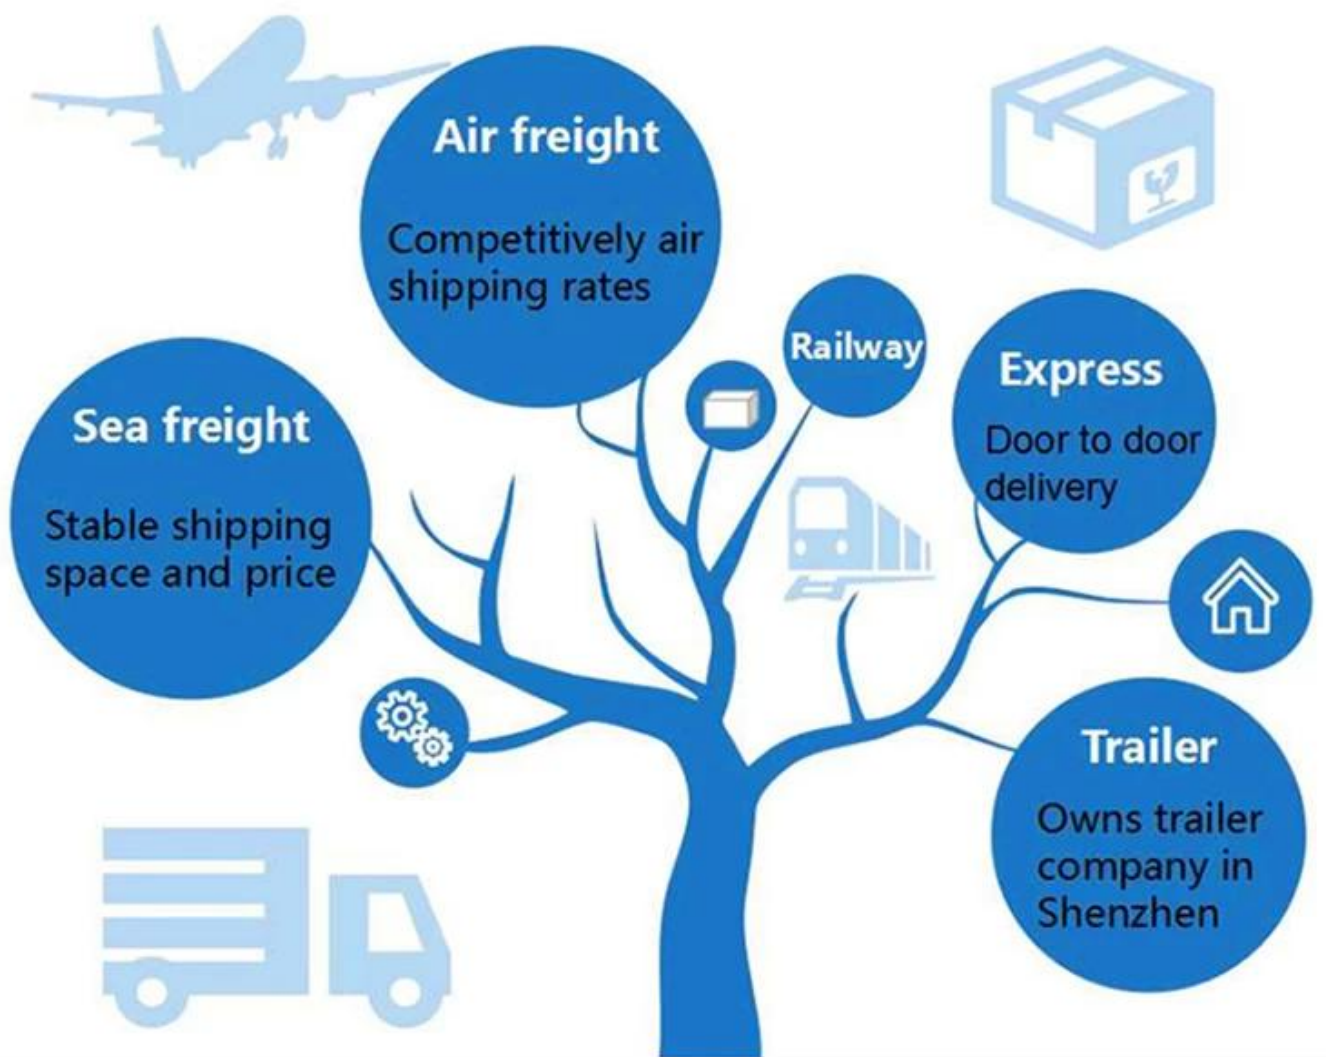 Air freight
Competitively air
shipping rates
Railway
Express
Door to door
delivery
Sea freight
Stable shipping
space and price
Trailer
Owns trailer
company in
Shenzhen